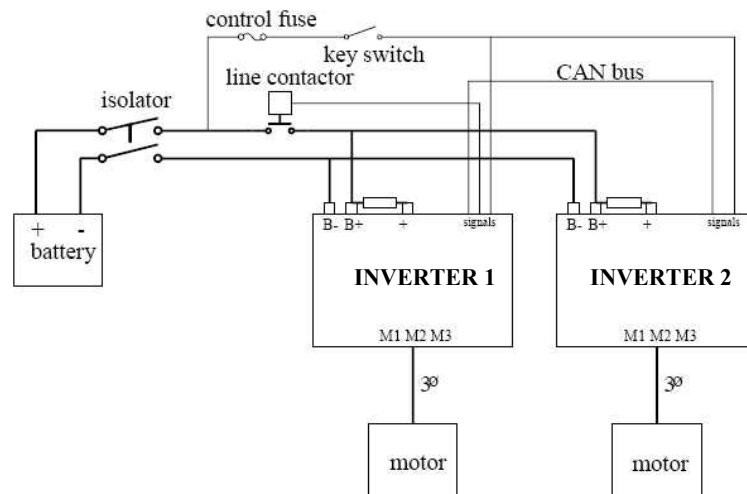 control fuse
key switch
line contactor
CAN bus
isolator
+ -
battery
B- B+ + signals
B- B+ + signals
INVERTER 1
INVERTER 2
M1 M2 M3
M1 M2 M3
3ø
3ø
motor
motor